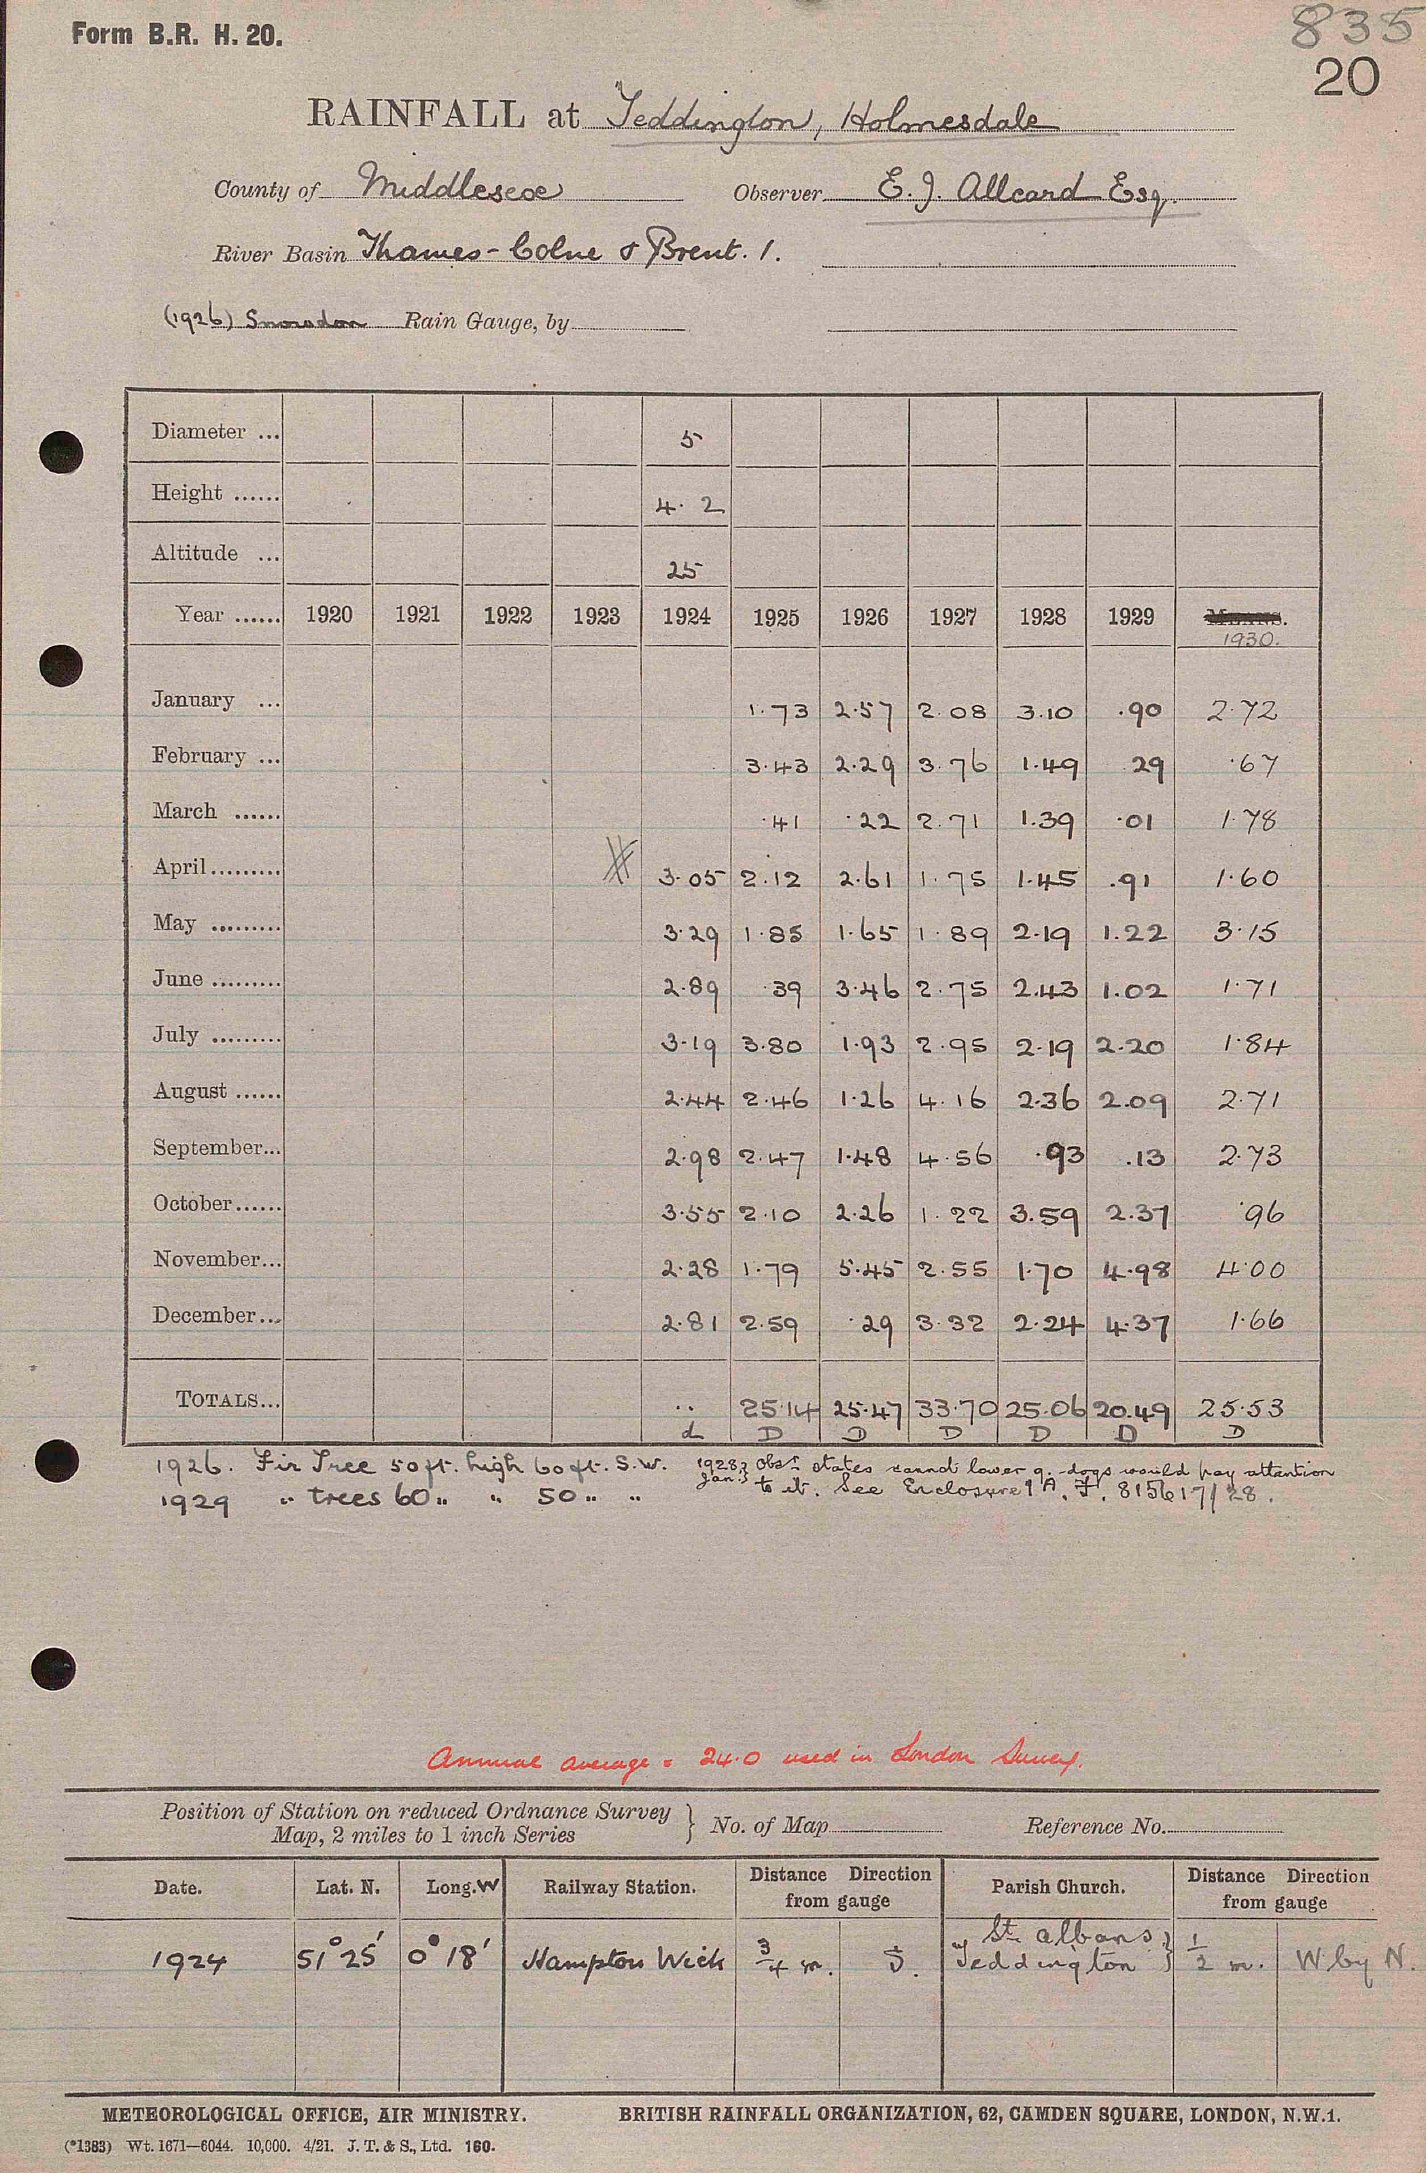 Form B.R. H. 20.
835
20
RAINFALL at Teddington, Holmesdale
County of Middlesex Observer E. J. Allcard Esq.
River Basin Thames - Colne & Brent. 1.
(1926) Snowdon Rain Gauge, by
Diameter ... 5
Height ...... 4. 2
Altitude ... 25
Year ...... 1920 1921 1922 1923 1924 1925 1926 1927 1928 1929 MEANS.
1930.
January ... 1.73 2.57 2.08 3.10 .90 2.72
February ... 3.43 2.29 3.76 1.49 29 .67
March ...... .41 .22 2.71 1.39 .01 1.78
April ......... 3.05 2.12 2.61 1.75 1.45 .91 1.60
May ......... 3.29 1.85 1.65 1.89 2.19 1.22 3.15
June ......... 2.89 .39 3.46 2.75 2.43 1.02 1.71
July ......... 3.19 3.80 1.93 2.95 2.19 2.20 1.84
August ...... 2.44 2.46 1.26 4.16 2.36 2.09 2.71
September... 2.98 2.47 1.48 4.56 .93 .13 2.73
October ...... 3.55 2.10 2.26 1.22 3.59 2.37 .96
November... 2.28 1.79 5.45 2.55 1.70 4.98 4.00
December... 2.81 2.59 .29 3.32 2.24 4.37 1.66
TOTALS... .. 25.14 25.47 33.70 25.06 20.49 25.53
d D D D D D D
1926. Fir Tree 50ft. high 60ft. S.W.
1929 " trees 60 " " 50 " "
1928 Jan. } obsr. states cannot lower g. dogs would pay attention
to it. See Enclosure 1A. F. 815617/28.
Annual average = 24.0 used in London Survey.
Position of Station on reduced Ordnance Survey
Map, 2 miles to 1 inch Series } No. of Map Reference No.
Date. Lat. N. Long. W Railway Station. Distance Direction from gauge Parish Church. Distance Direction from gauge
1924 51° 25' 0° 18' Hampton Wick 3/4 m. S. St. Albans Teddington } 1/2 m. W by N.
METEOROLOGICAL OFFICE, AIR MINISTRY. BRITISH RAINFALL ORGANIZATION, 62, CAMDEN SQUARE, LONDON, N.W.1.
(*1383) Wt. 1671—6044. 10,000. 4/21. J. T. & S., Ltd. 160.